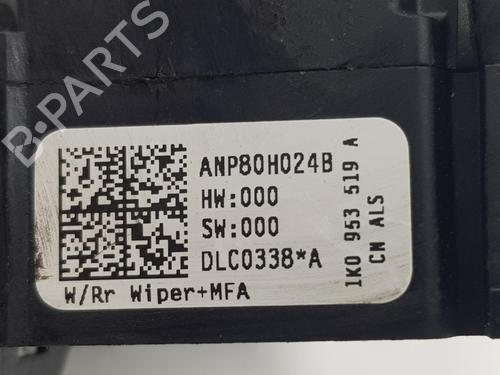 B-PARTS
ANP80H024B
HW:000
SW:000
DLC0338*A
W/Rr Wiper+MFA
1K0 953 519 A
CN ALS